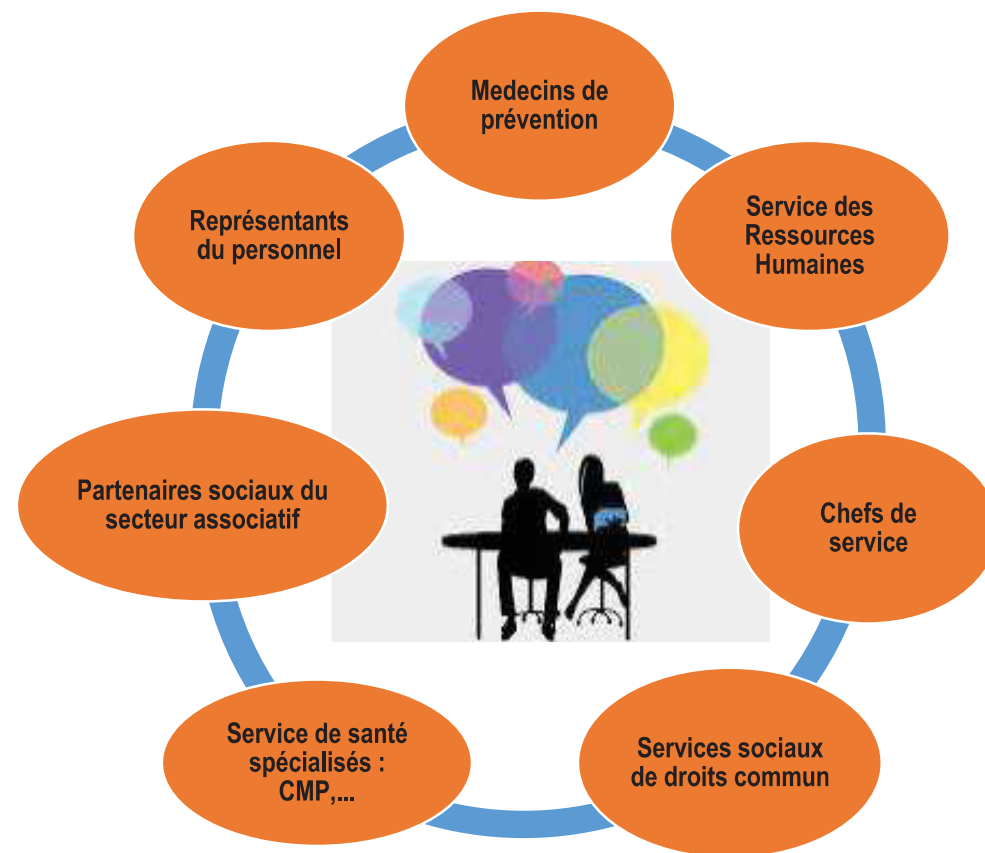 Medecins de
prévention
Service des
Ressources
Humaines
Chefs de
service
Services sociaux
de droits commun
Service de santé
spécialisés :
CMP,...
Partenaires sociaux du
secteur associatif
Représentants
du personnel